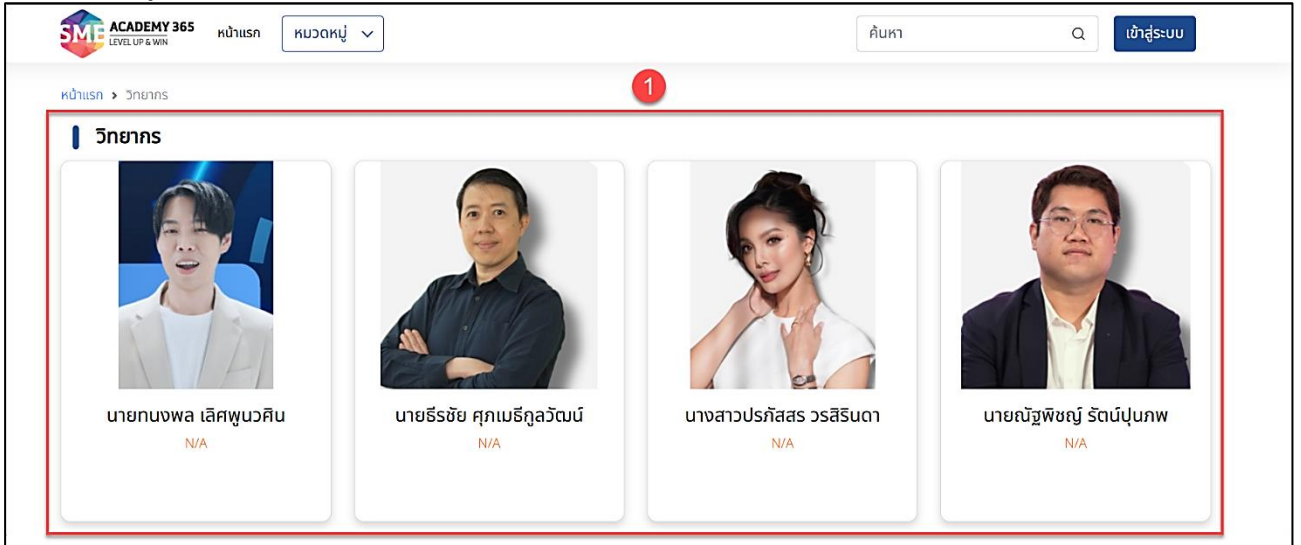 SME ACADEMY 365
LEVEL UP & WIN
หน้าแรก
หมวดหมู่
ค้นหา
เข้าสู่ระบบ
หน้าแรก > วิทยากร
1
วิทยากร
นายทนงพล เลิศพูนวศิน
N/A
นายธีรชัย ศุภเมธีกูลวัฒน์
N/A
นางสาวปรภัสสร วรสิรินดา
N/A
นายณัฐพิชญ์ รัตน์ปุนภพ
N/A